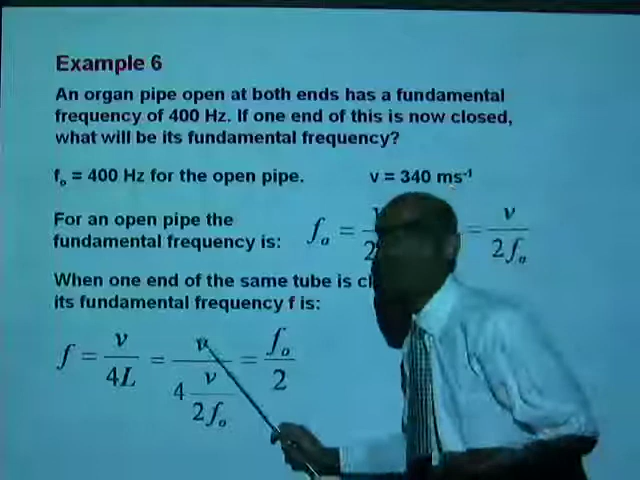 Example 6
An organ pipe open at both ends has a fundamental
frequency of 400 Hz. If one end of this is now closed,
what will be its fundamental frequency?
fₒ = 400 Hz for the open pipe. v = 340 ms⁻¹
For an open pipe the
fundamental frequency is:
fₒ = 2 = v / 2fₒ
When one end of the same tube is
its fundamental frequency f is:
f = v / 4L = v / (4 v / 2fₒ) = fₒ / 2